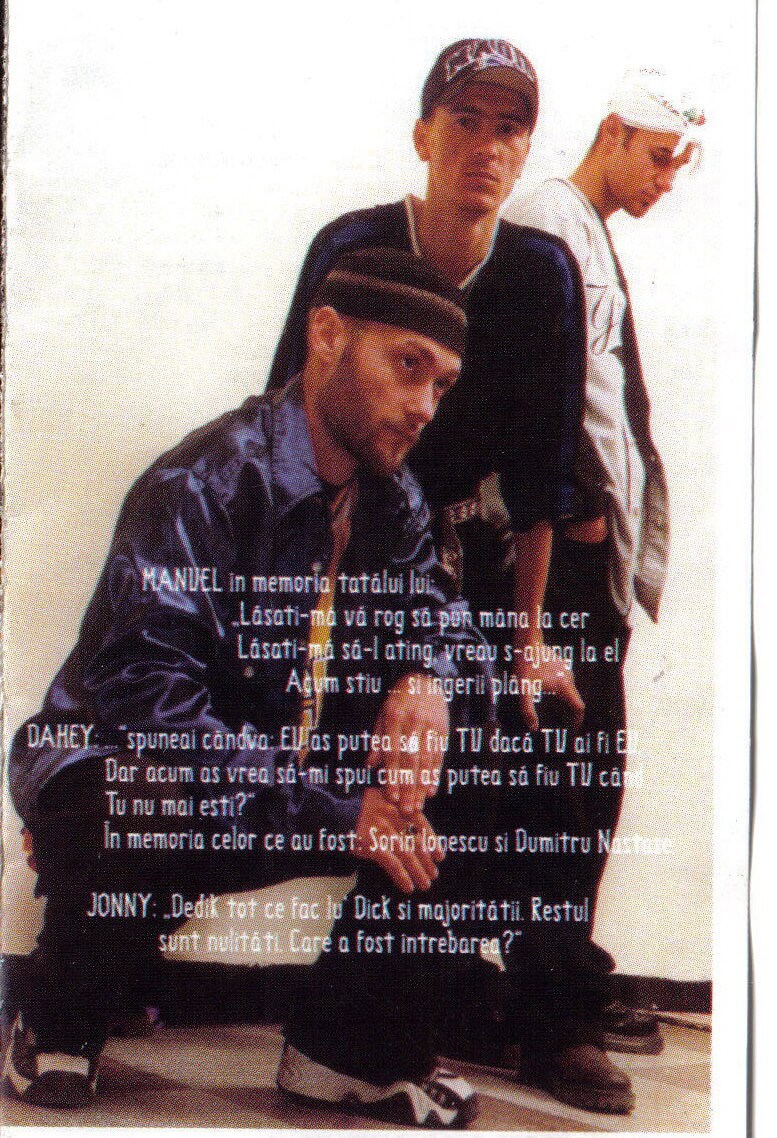 MANUEL in memoria tatălui lui:
„Lăsati-mă vă rog să pun mâna la cer
Lăsati-mă să-l ating, vreau s-ajung la el
Acum stiu ... si ingerii plâng..."
DAHEY: ..."spuneai cândva: EU as putea să fiu TU dacă TU ai fi EU
Dar acum as vrea să-mi spui cum as putea să fiu TU când
Tu nu mai esti?"
În memoria celor ce au fost: Sorin Ionescu si Dumitru Nastase
JONNY: „Dedik tot ce fac lu' Dick si majoritătii. Restul
sunt nulităti. Care a fost intrebarea?"